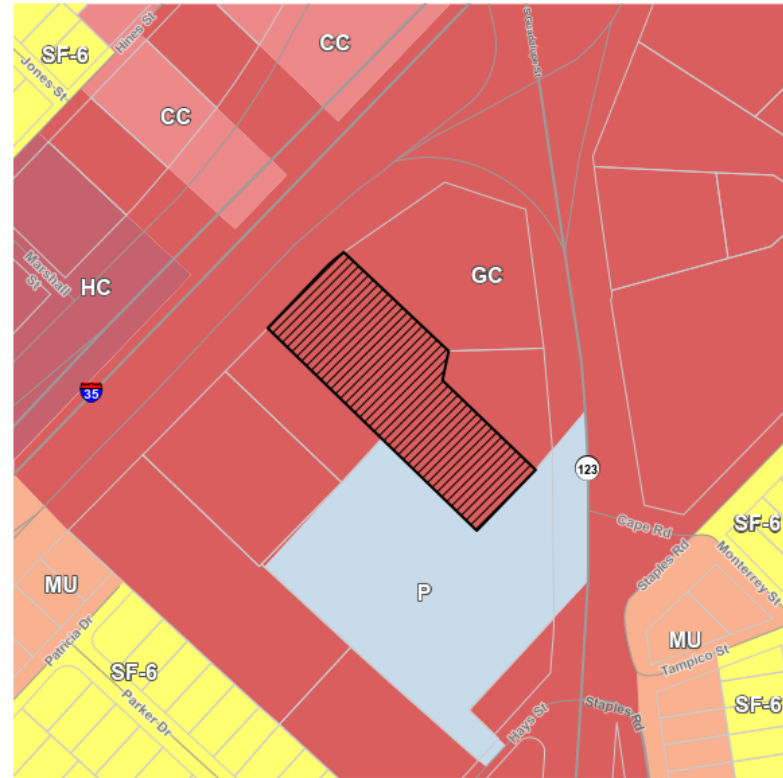 SF-6
Hines St
Jones St
CC
CC
S Guadalupe St
Marshall
St
HC
GC
35
123
Cape Rd
SF-6
Staples Rd
Monterrey St
MU
P
MU
Tampico St
Patricia Dr
SF-6
Parker Dr
Hays St
Staples Rd
SF-6